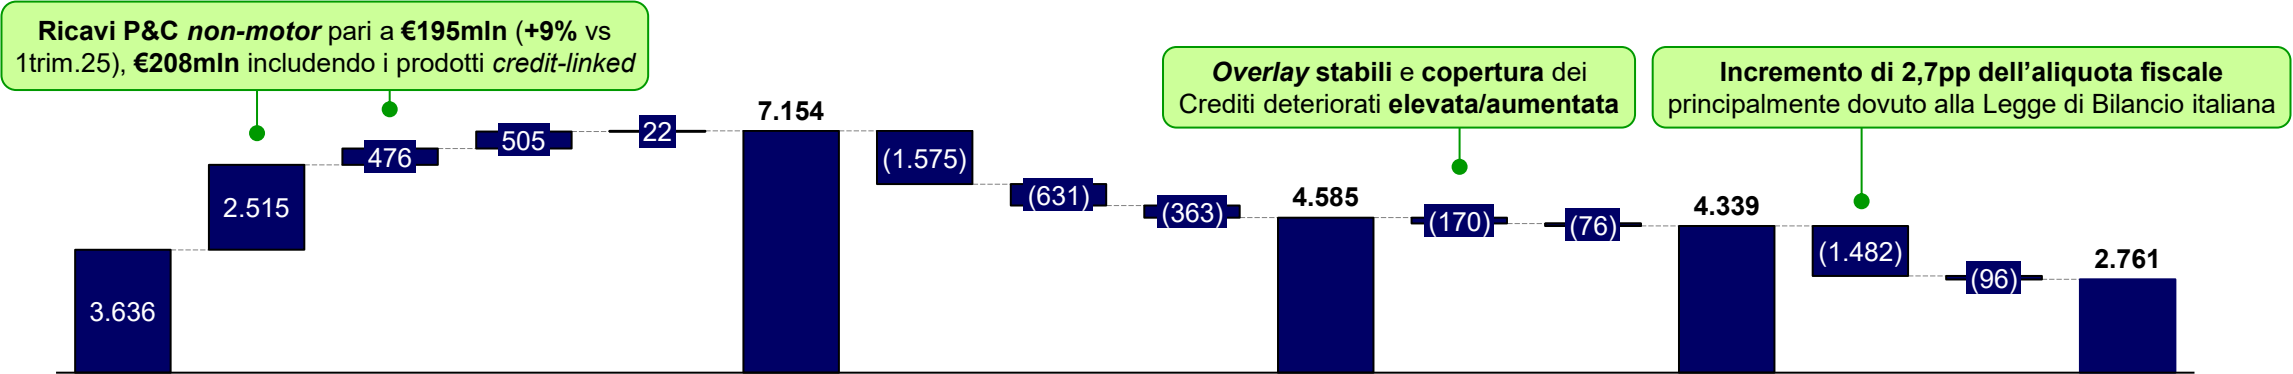 Ricavi P&C non-motor pari a €195mln (+9% vs
1trim.25), €208mln includendo i prodotti credit-linked
Overlay stabili e copertura dei
Crediti deteriorati elevata/aumentata
Incremento di 2,7pp dell’aliquota fiscale
principalmente dovuto alla Legge di Bilancio italiana
3.636
2.515
476
505
22
7.154
(1.575)
(631)
(363)
4.585
(170)
(76)
4.339
(1.482)
(96)
2.761